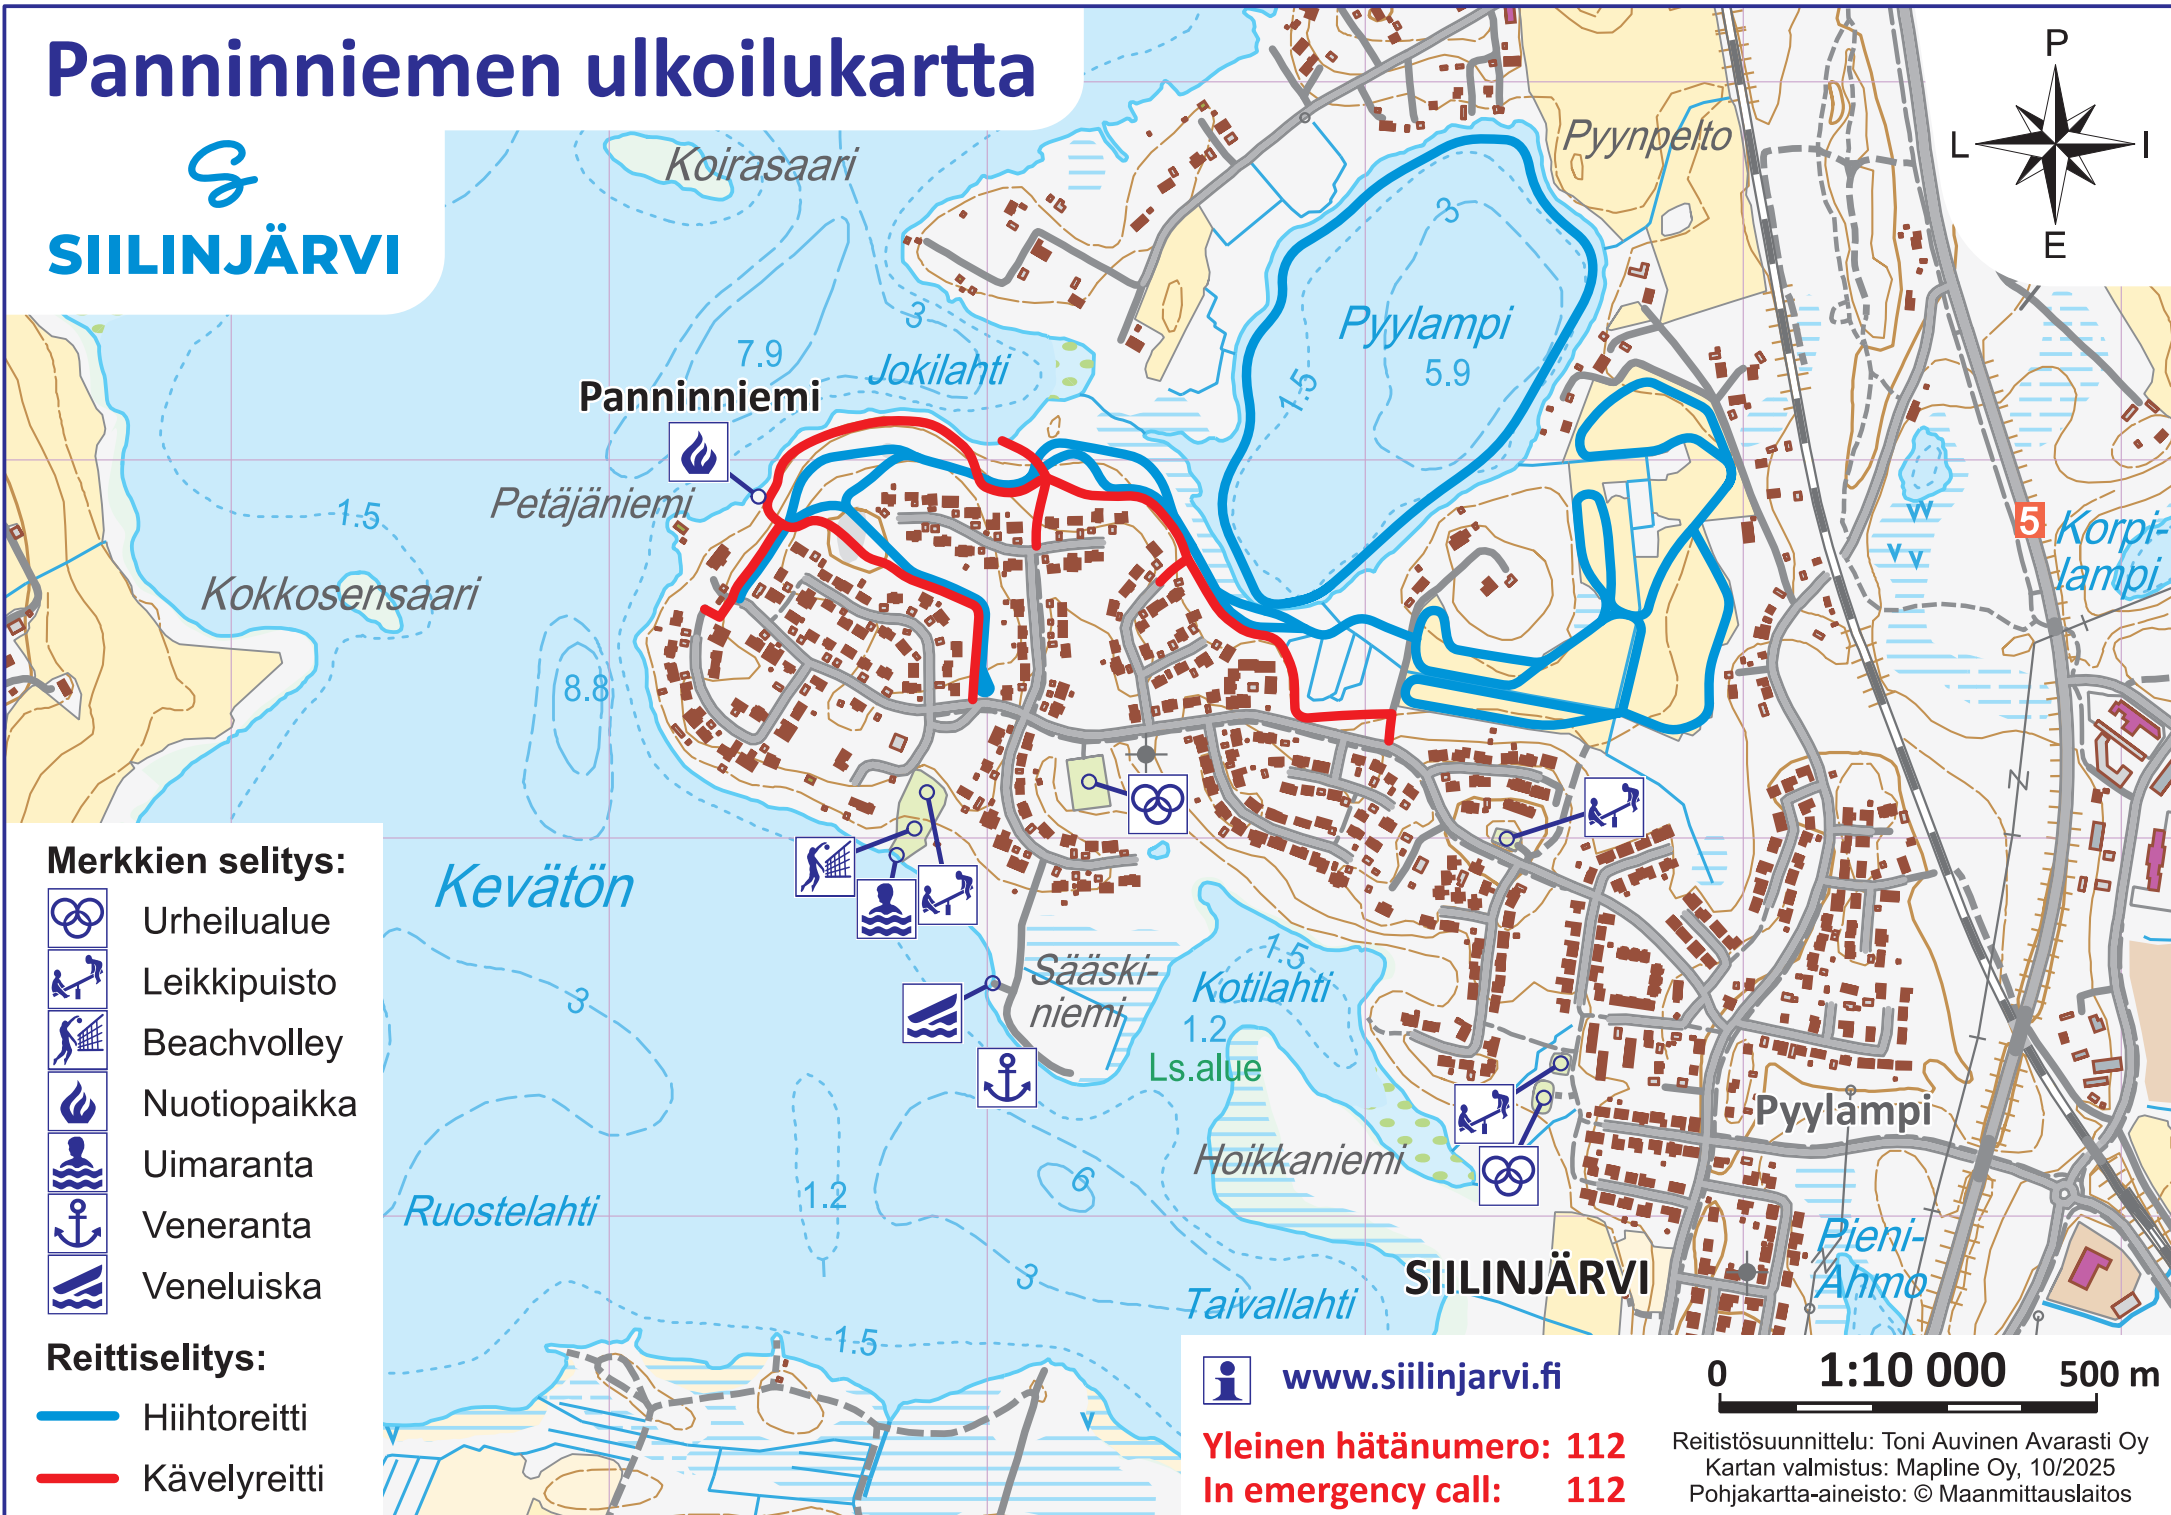 Panninniemen ulkoilukartta
SIILINJÄRVI
P
L
I
E
Koirasaari
Pyynpelto
3
3
7.9
Jokilahti
Pyylampi
5.9
1.5
Panninniemi
Petäjäniemi
1.5
Kokkosensaari
5
Korpi-
lampi
8.8
Kevätön
3
Sääski-
niemi
1.5
Kotilahti
1.2
Ls.alue
Hoikkaniemi
Pyylampi
6
1.2
Ruostelahti
3
Taivallahti
1.5
SIILINJÄRVI
Pieni-
Ahmo
Merkkien selitys:
Urheilualue
Leikkipuisto
Beachvolley
Nuotiopaikka
Uimaranta
Veneranta
Veneluiska
Reittiselitys:
Hiihtoreitti
Kävelyreitti
www.siilinjarvi.fi
Yleinen hätänumero: 112
In emergency call: 112
0 1:10 000 500 m
Reitistösuunnittelu: Toni Auvinen Avarasti Oy
Kartan valmistus: Mapline Oy, 10/2025
Pohjakartta-aineisto: © Maanmittauslaitos